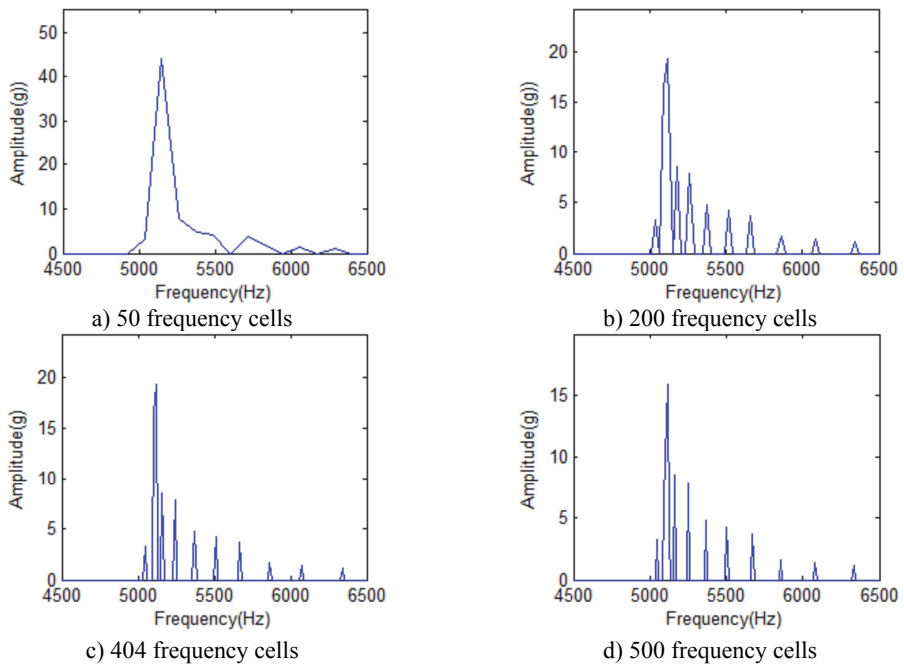 50
40
30
20
10
0
Amplitude(g)
4500 5000 5500 6000 6500
Frequency(Hz)
a) 50 frequency cells
20
15
10
5
0
Amplitude(g))
4500 5000 5500 6000 6500
Frequency(Hz)
b) 200 frequency cells
20
15
10
5
0
Amplitude(g)
4500 5000 5500 6000 6500
Frequency(Hz)
c) 404 frequency cells
15
10
5
0
Amplitude(g)
4500 5000 5500 6000 6500
Frequency(Hz)
d) 500 frequency cells